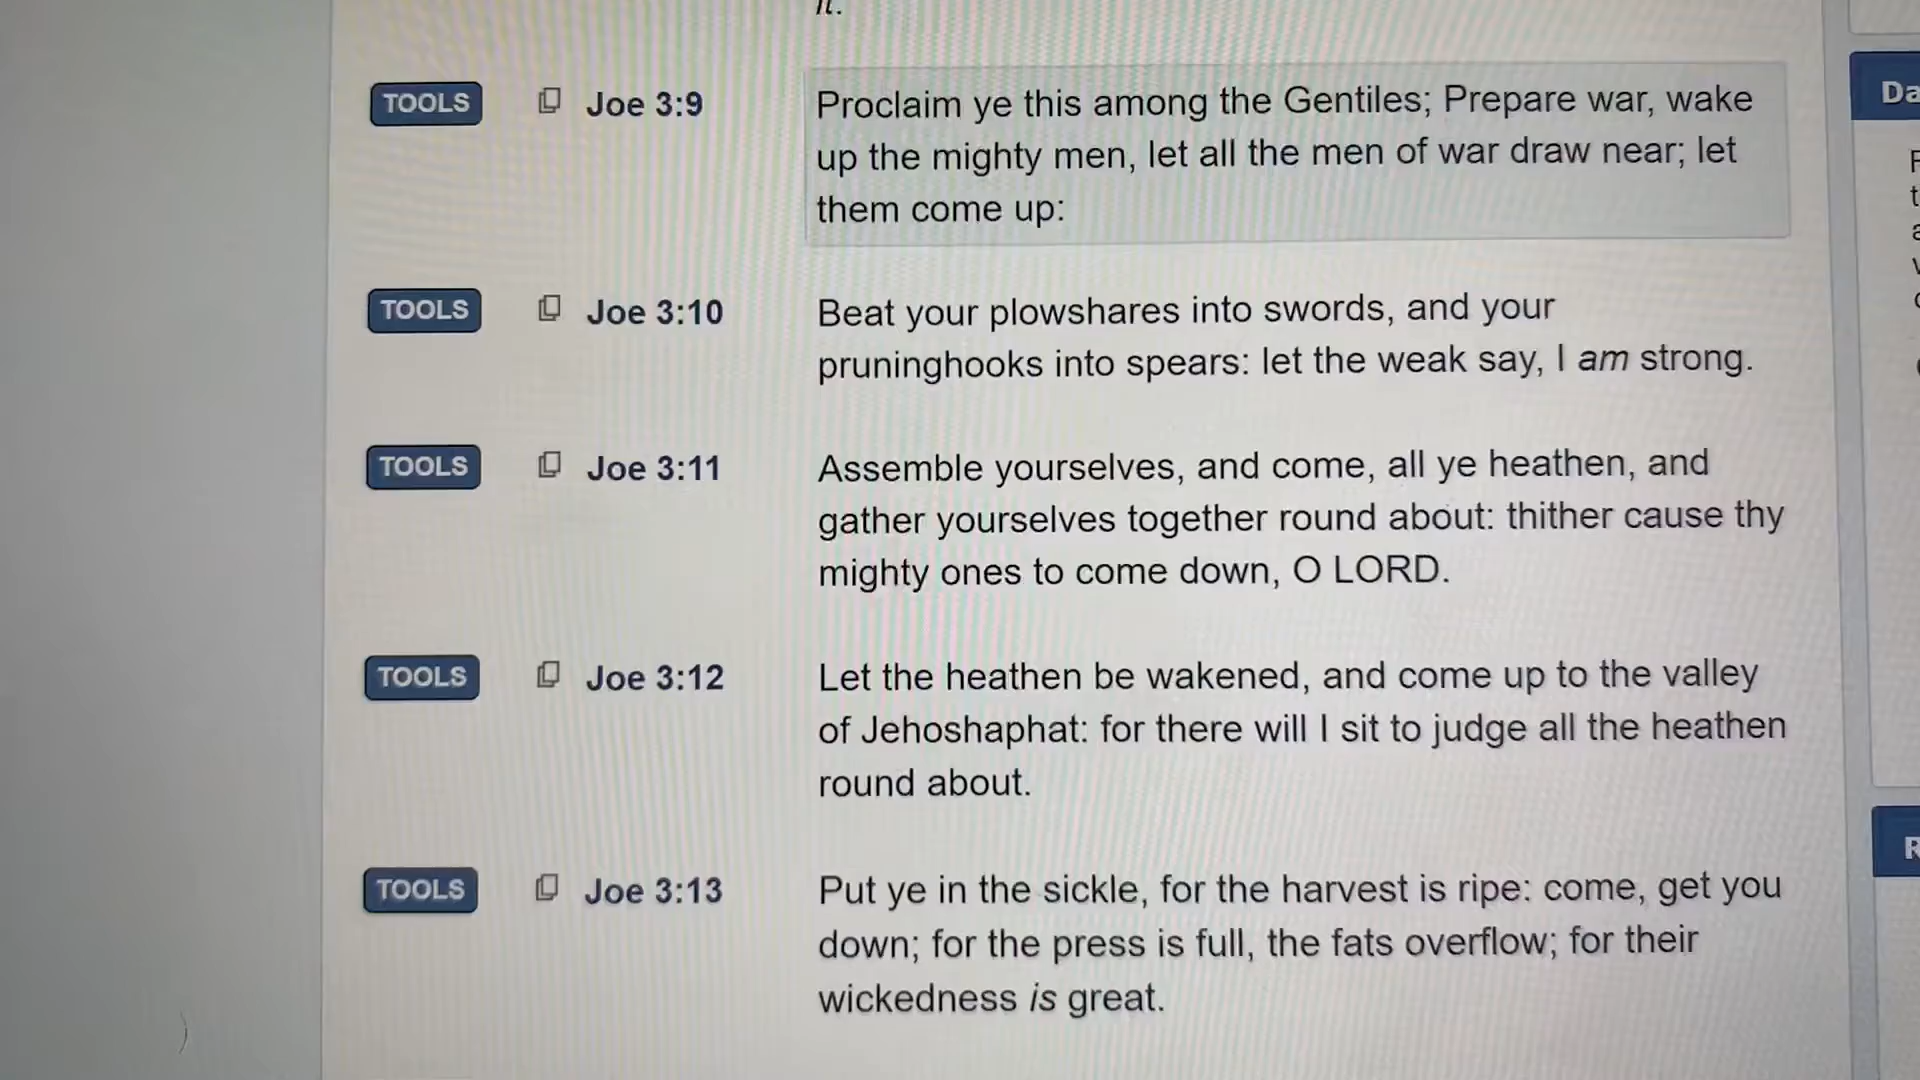 it.
TOOLS Joe 3:9 Proclaim ye this among the Gentiles; Prepare war, wake
up the mighty men, let all the men of war draw near; let
them come up:
TOOLS Joe 3:10 Beat your plowshares into swords, and your
pruninghooks into spears: let the weak say, I am strong.
TOOLS Joe 3:11 Assemble yourselves, and come, all ye heathen, and
gather yourselves together round about: thither cause thy
mighty ones to come down, O LORD.
TOOLS Joe 3:12 Let the heathen be wakened, and come up to the valley
of Jehoshaphat: for there will I sit to judge all the heathen
round about.
TOOLS Joe 3:13 Put ye in the sickle, for the harvest is ripe: come, get you
down; for the press is full, the fats overflow; for their
wickedness is great.
Da